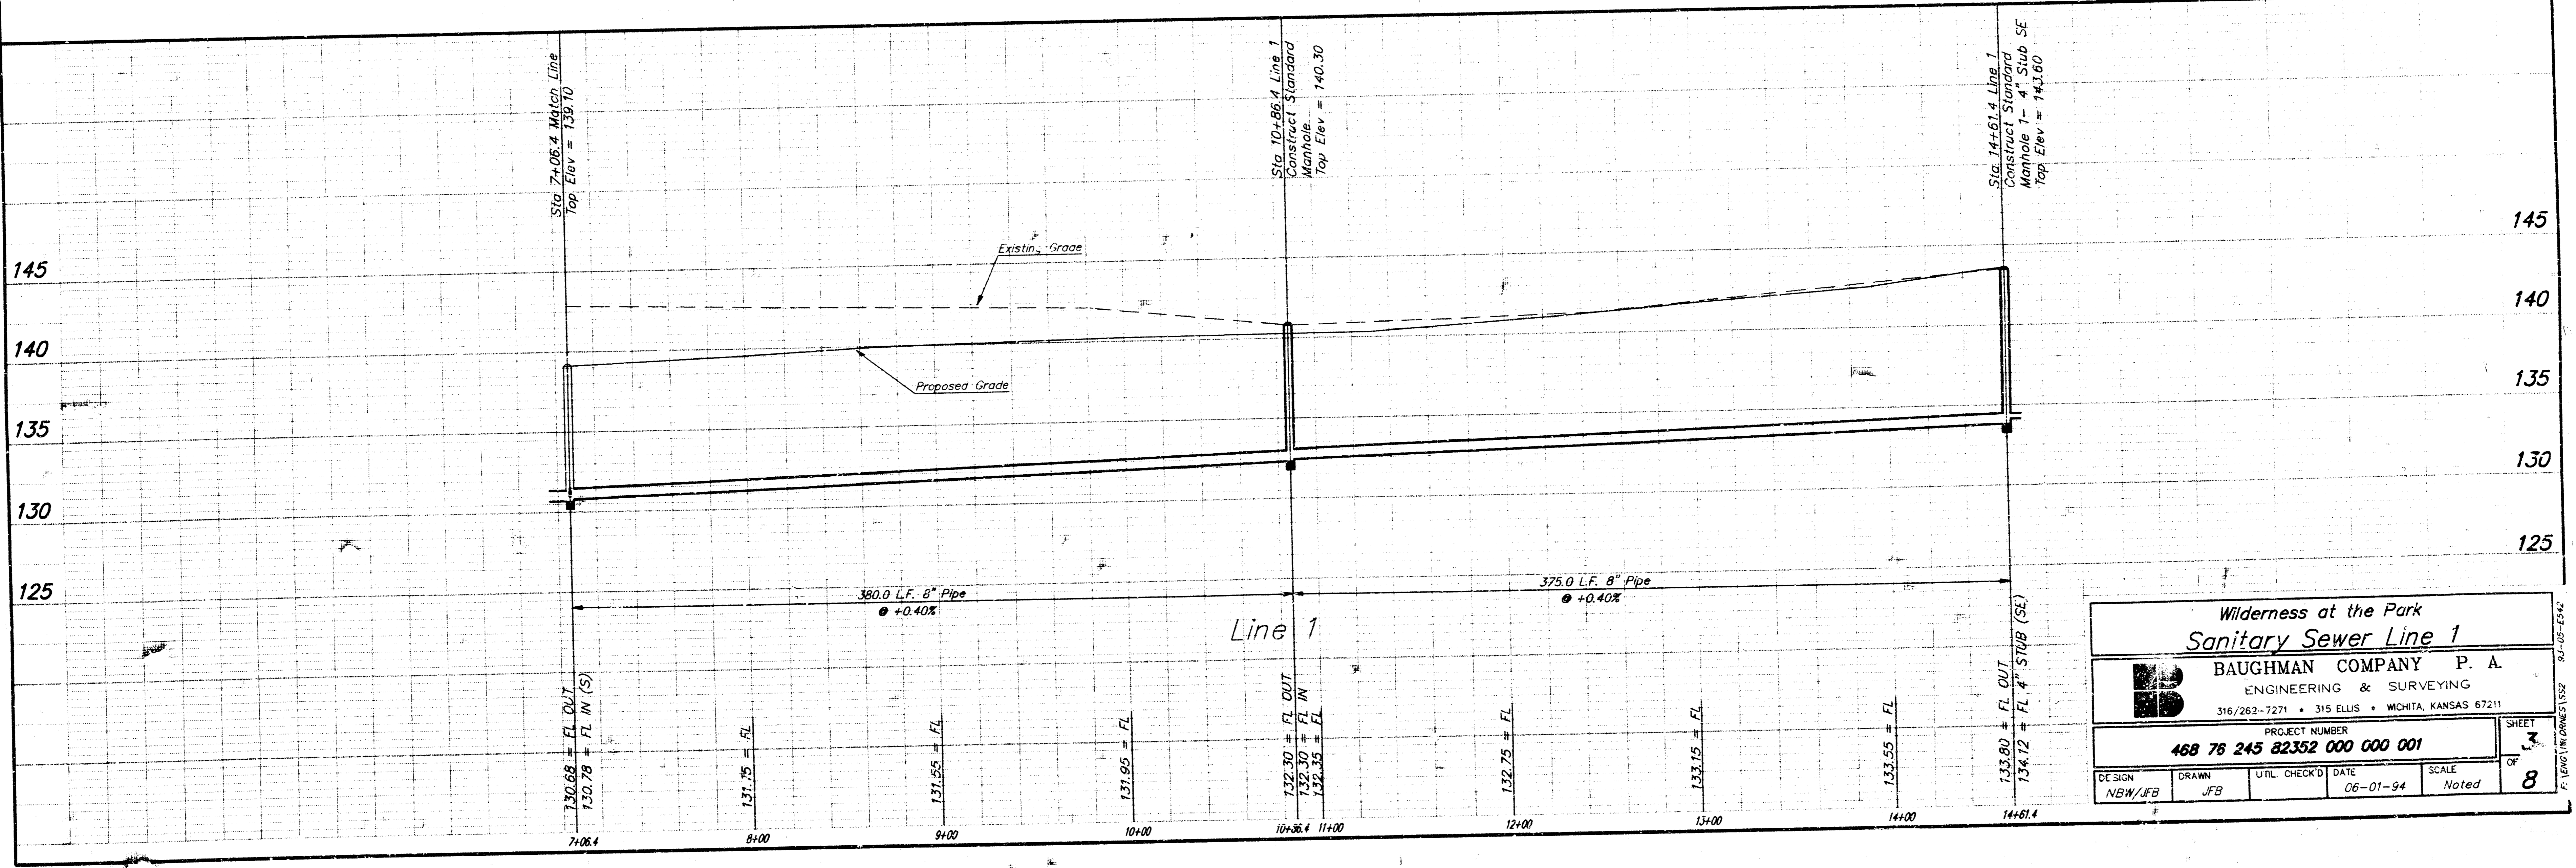 Sta 7+06.4 Match Line
Top Elev = 139.10
Sta 10+86.4 Line 1
Construct Standard
Manhole
Top Elev = 140.30
Sta 14+61.4 Line 1
Construct Standard
Manhole 1- 4" Stub SE
Top Elev = 143.60
145
140
135
130
125
145
140
135
130
125
Existing Grade
Proposed Grade
380.0 L.F. 8" Pipe
@ +0.40%
375.0 L.F. 8" Pipe
@ +0.40%
Line 1
130.68 = FL OUT
130.78 = FL IN (S)
131.15 = FL
131.55 = FL
131.95 = FL
132.30 = FL OUT
132.30 = FL IN
132.35 = FL
132.75 = FL
133.15 = FL
133.55 = FL
133.80 = FL OUT
134.12 = FL 4" STUB (SE)
7+06.4
8+00
9+00
10+00
10+86.4
11+00
12+00
13+00
14+00
14+61.4
Wilderness at the Park
Sanitary Sewer Line 1
BAUGHMAN COMPANY P. A.
ENGINEERING & SURVEYING
316/262-7271 • 315 ELLIS • WICHITA, KANSAS 67211
PROJECT NUMBER
468 76 245 82352 000 000 001
SHEET
3
OF
8
DESIGN
NBW/JFB
DRAWN
JFB
UTIL. CHECK'D
DATE
06-01-94
SCALE
Noted
93-05-E542